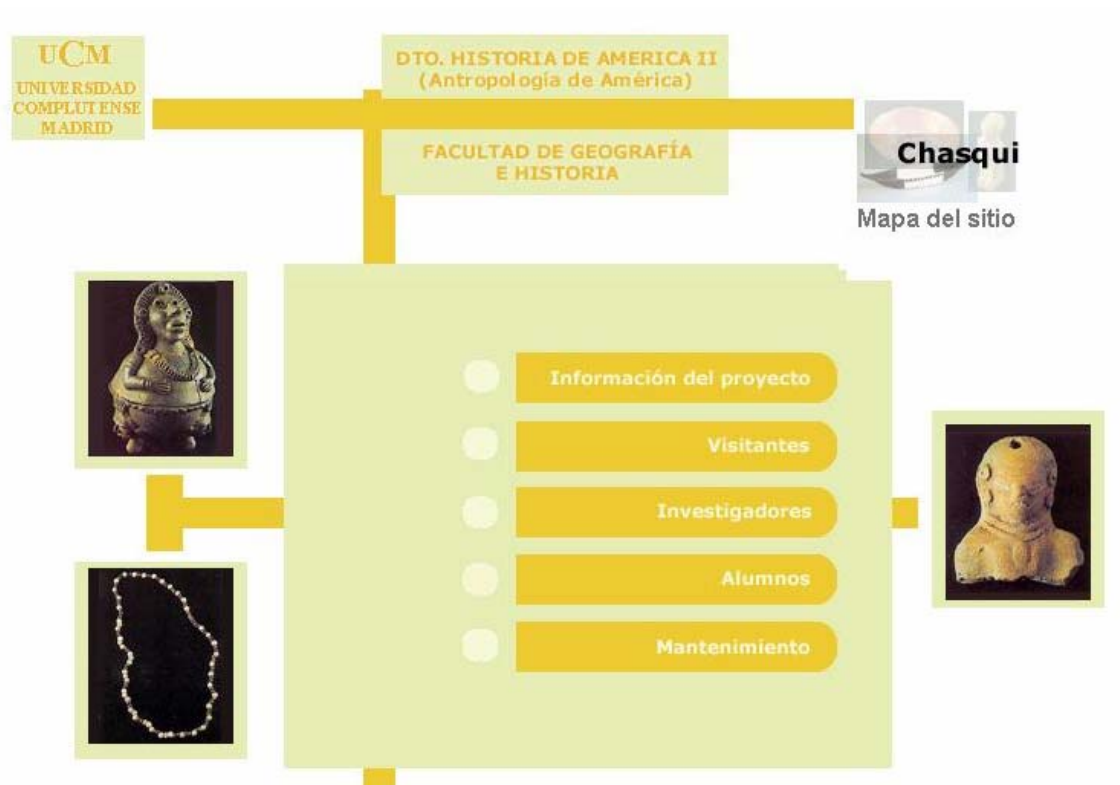 UCM
UNIVERSIDAD
COMPLUTENSE
MADRID
DTO. HISTORIA DE AMERICA II
(Antropología de América)
FACULTAD DE GEOGRAFÍA
E HISTORIA
Chasqui
Mapa del sitio
Información del proyecto
Visitantes
Investigadores
Alumnos
Mantenimiento